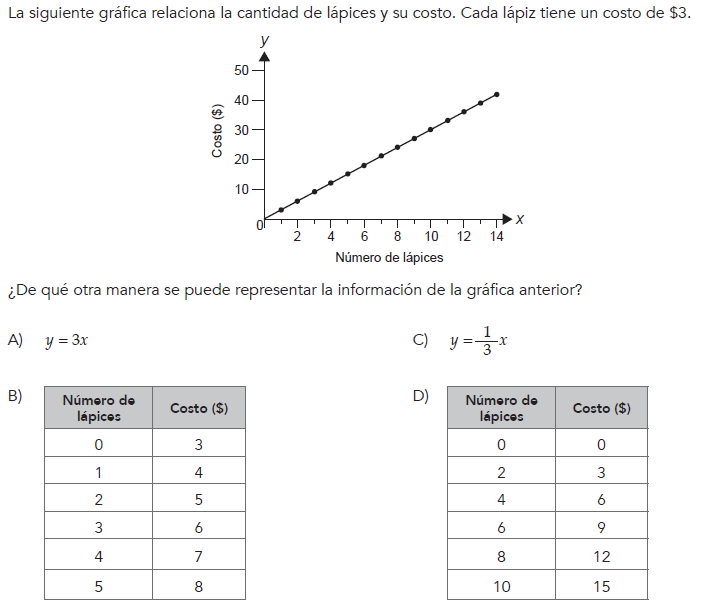 La siguiente gráfica relaciona la cantidad de lápices y su costo. Cada lápiz tiene un costo de $3.
y
50
40
30
20
10
0
Costo ($)
2 4 6 8 10 12 14
x
Número de lápices
¿De qué otra manera se puede representar la información de la gráfica anterior?
A) y = 3x
C) y = 1/3 x
B)
Número de lápices Costo ($)
0 3
1 4
2 5
3 6
4 7
5 8
D)
Número de lápices Costo ($)
0 0
2 3
4 6
6 9
8 12
10 15